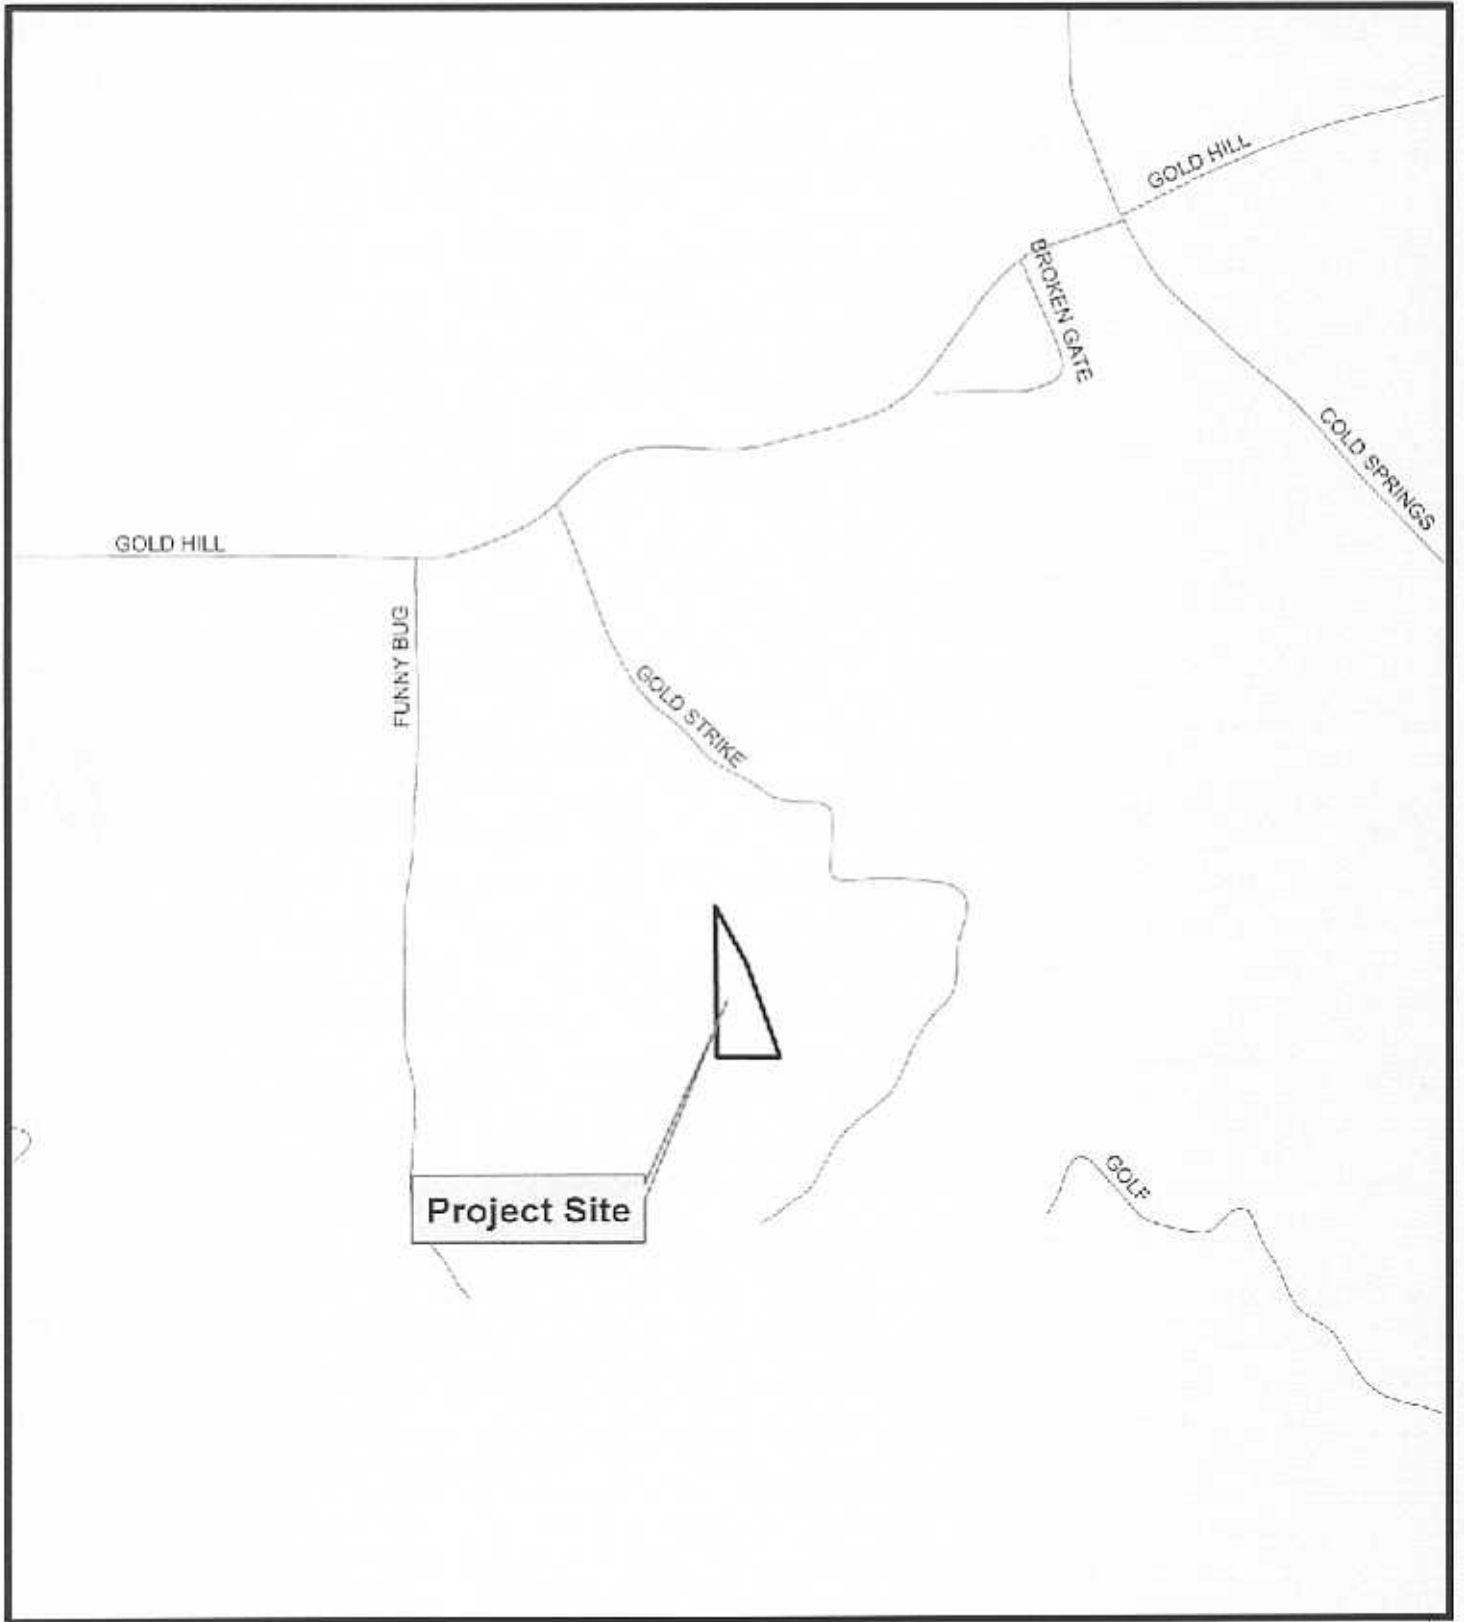 GOLD HILL
BROKEN GATE
COLD SPRINGS
GOLD HILL
FUNNY BUG
GOLD STRIKE
GOLF
Project Site